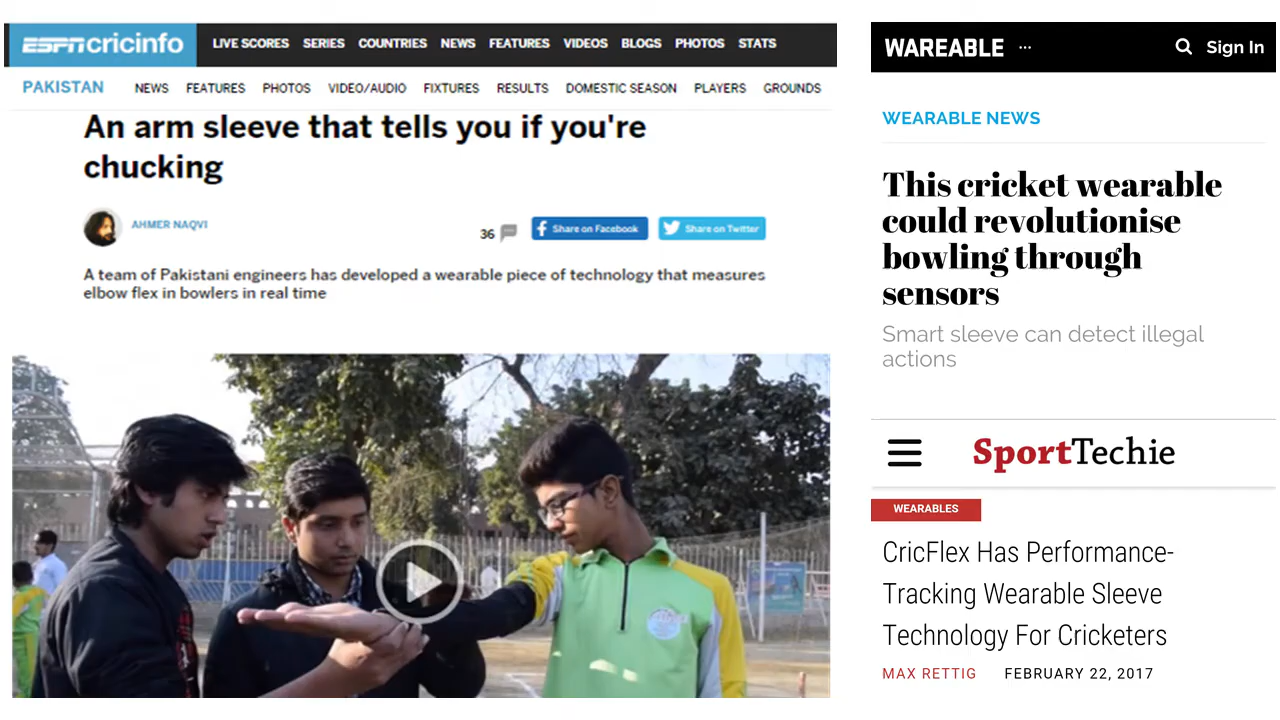 ESPN cricinfo LIVE SCORES SERIES COUNTRIES NEWS FEATURES VIDEOS BLOGS PHOTOS STATS
PAKISTAN NEWS FEATURES PHOTOS VIDEO/AUDIO FIXTURES RESULTS DOMESTIC SEASON PLAYERS GROUNDS
An arm sleeve that tells you if you're
chucking
AHMER NAQVI
36 Share on Facebook Share on Twitter
A team of Pakistani engineers has developed a wearable piece of technology that measures
elbow flex in bowlers in real time
WAREABLE ··· Sign In
WEARABLE NEWS
This cricket wearable
could revolutionise
bowling through
sensors
Smart sleeve can detect illegal
actions
SportTechie
WEARABLES
CricFlex Has Performance-
Tracking Wearable Sleeve
Technology For Cricketers
MAX RETTIG FEBRUARY 22, 2017